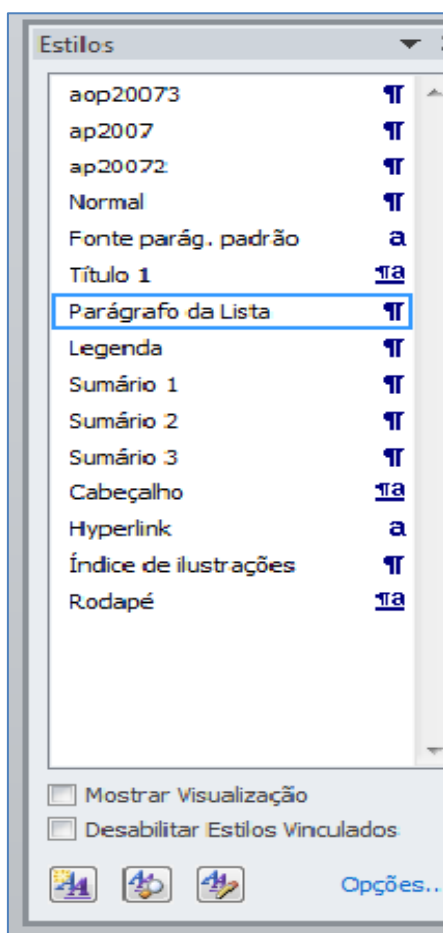 Estilos
aop20073 ¶
ap2007 ¶
ap20072 ¶
Normal ¶
Fonte parág. padrão a
Título 1 ¶a
Parágrafo da Lista ¶
Legenda ¶
Sumário 1 ¶
Sumário 2 ¶
Sumário 3 ¶
Cabeçalho ¶a
Hyperlink a
Índice de ilustrações ¶
Rodapé ¶a
Mostrar Visualização
Desabilitar Estilos Vinculados
Opções...